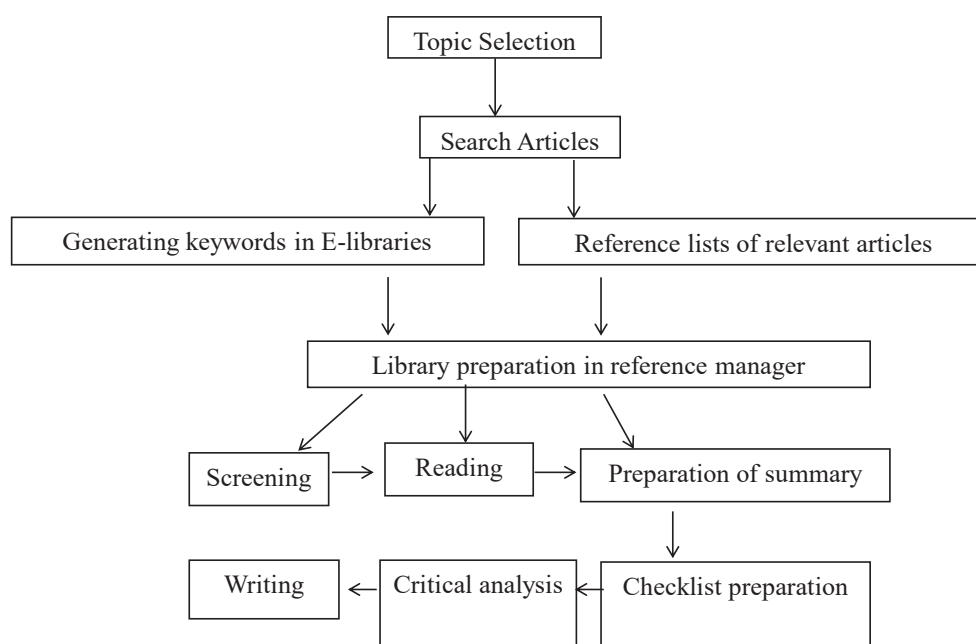 Topic Selection
Search Articles
Generating keywords in E-libraries
Reference lists of relevant articles
Library preparation in reference manager
Screening
Reading
Preparation of summary
Writing
Critical analysis
Checklist preparation